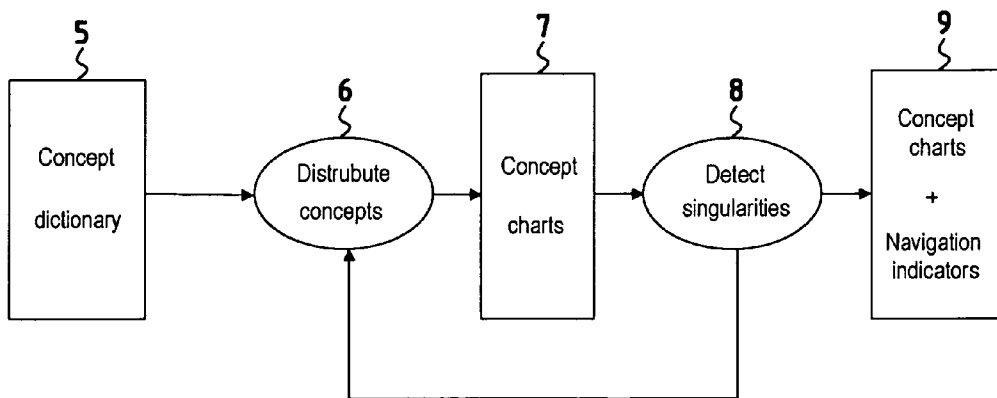 5
Concept
dictionary
6
Distrubute
concepts
7
Concept
charts
8
Detect
singularities
9
Concept
charts
+
Navigation
indicators